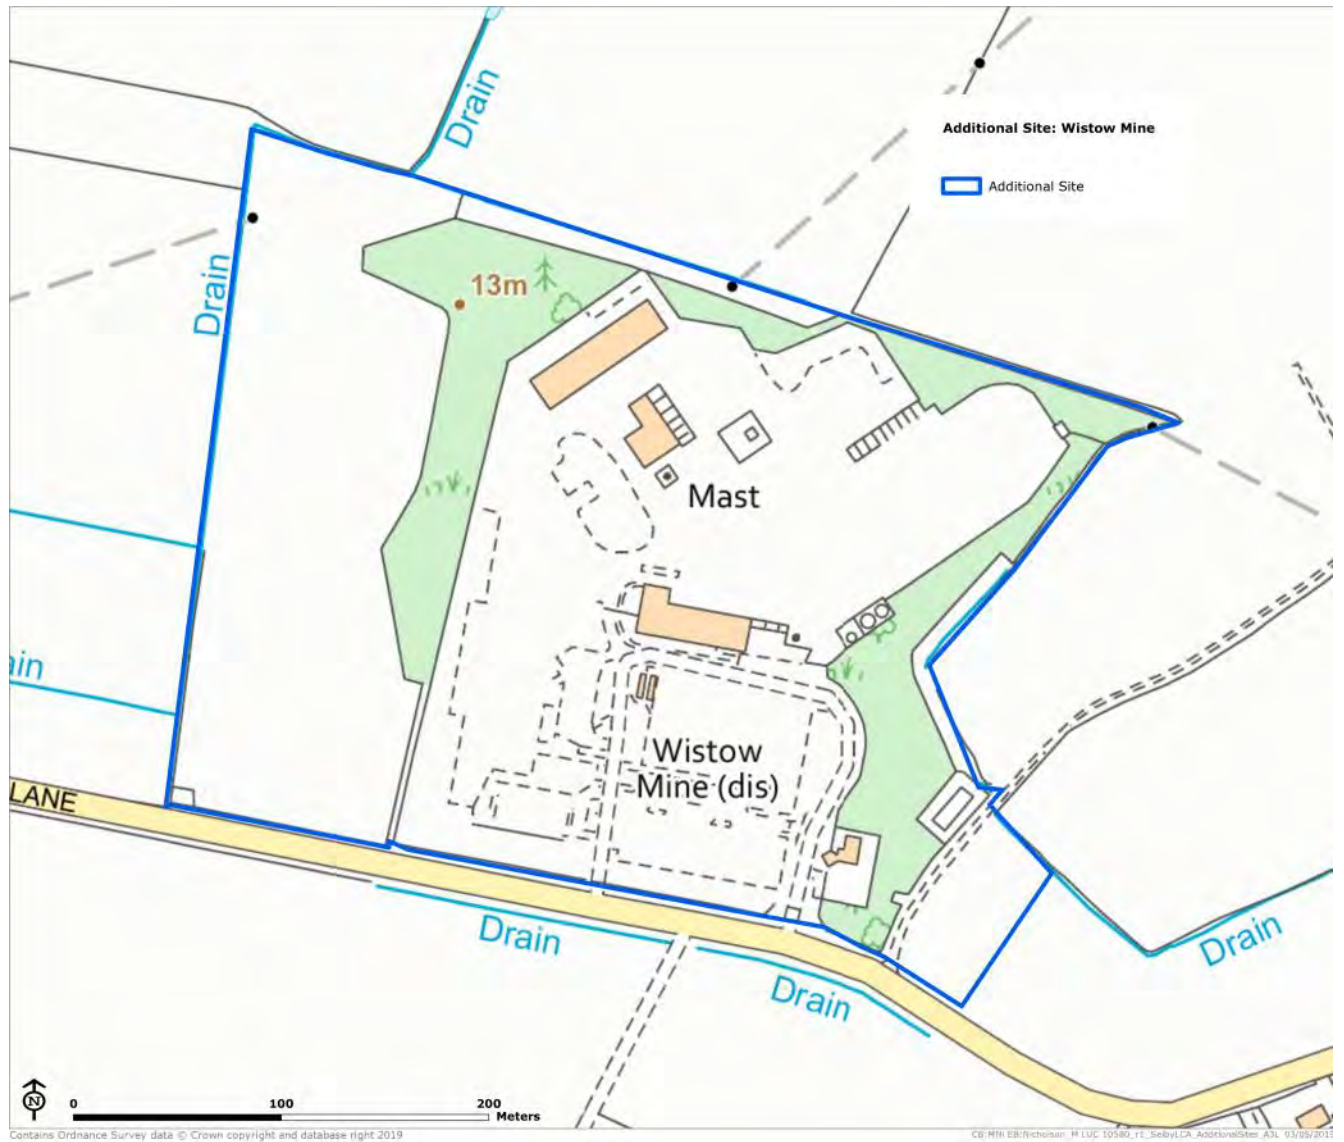 Drain
Additional Site: Wistow Mine
Additional Site
Drain
13m
Mast
ain
Wistow
Mine (dis)
LANE
Drain
Drain
Drain
N
0 100 200
Meters
Contains Ordnance Survey data © Crown copyright and database right 2019